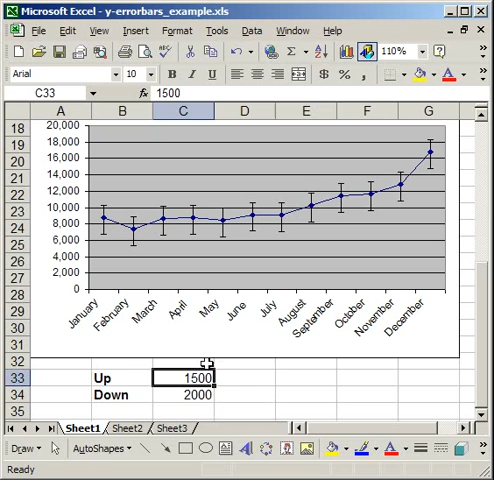 Microsoft Excel - y-errorbars_example.xls
File Edit View Insert Format Tools Data Window Help
110%
Arial 10 B I U $ % ,
C33 fx 1500
A B C D E F G
18 20,000
19 18,000
20 16,000
21 14,000
22 12,000
23 10,000
24 8,000
25 6,000
26 4,000
27 2,000
28 0
29 January February March April May June July August September October November December
30
31
32
33 Up 1500
34 Down 2000
35
Sheet1 Sheet2 Sheet3
Draw AutoShapes
Ready